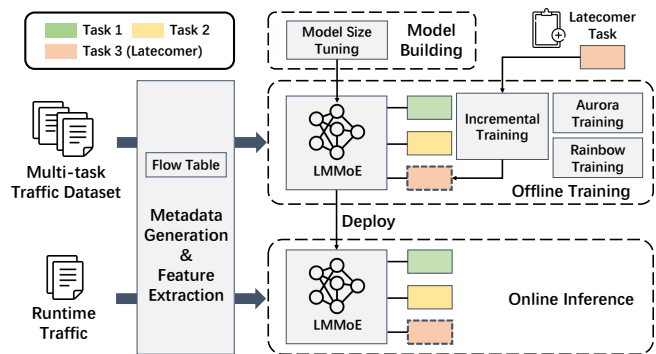 Task 1
Task 2
Task 3 (Latecomer)
Model Size
Tuning
Model
Building
Latecomer
Task
Multi-task
Traffic Dataset
Flow Table
Metadata
Generation
&
Feature
Extraction
LMMoE
Incremental
Training
Aurora
Training
Rainbow
Training
Offline Training
Deploy
Runtime
Traffic
LMMoE
Online Inference